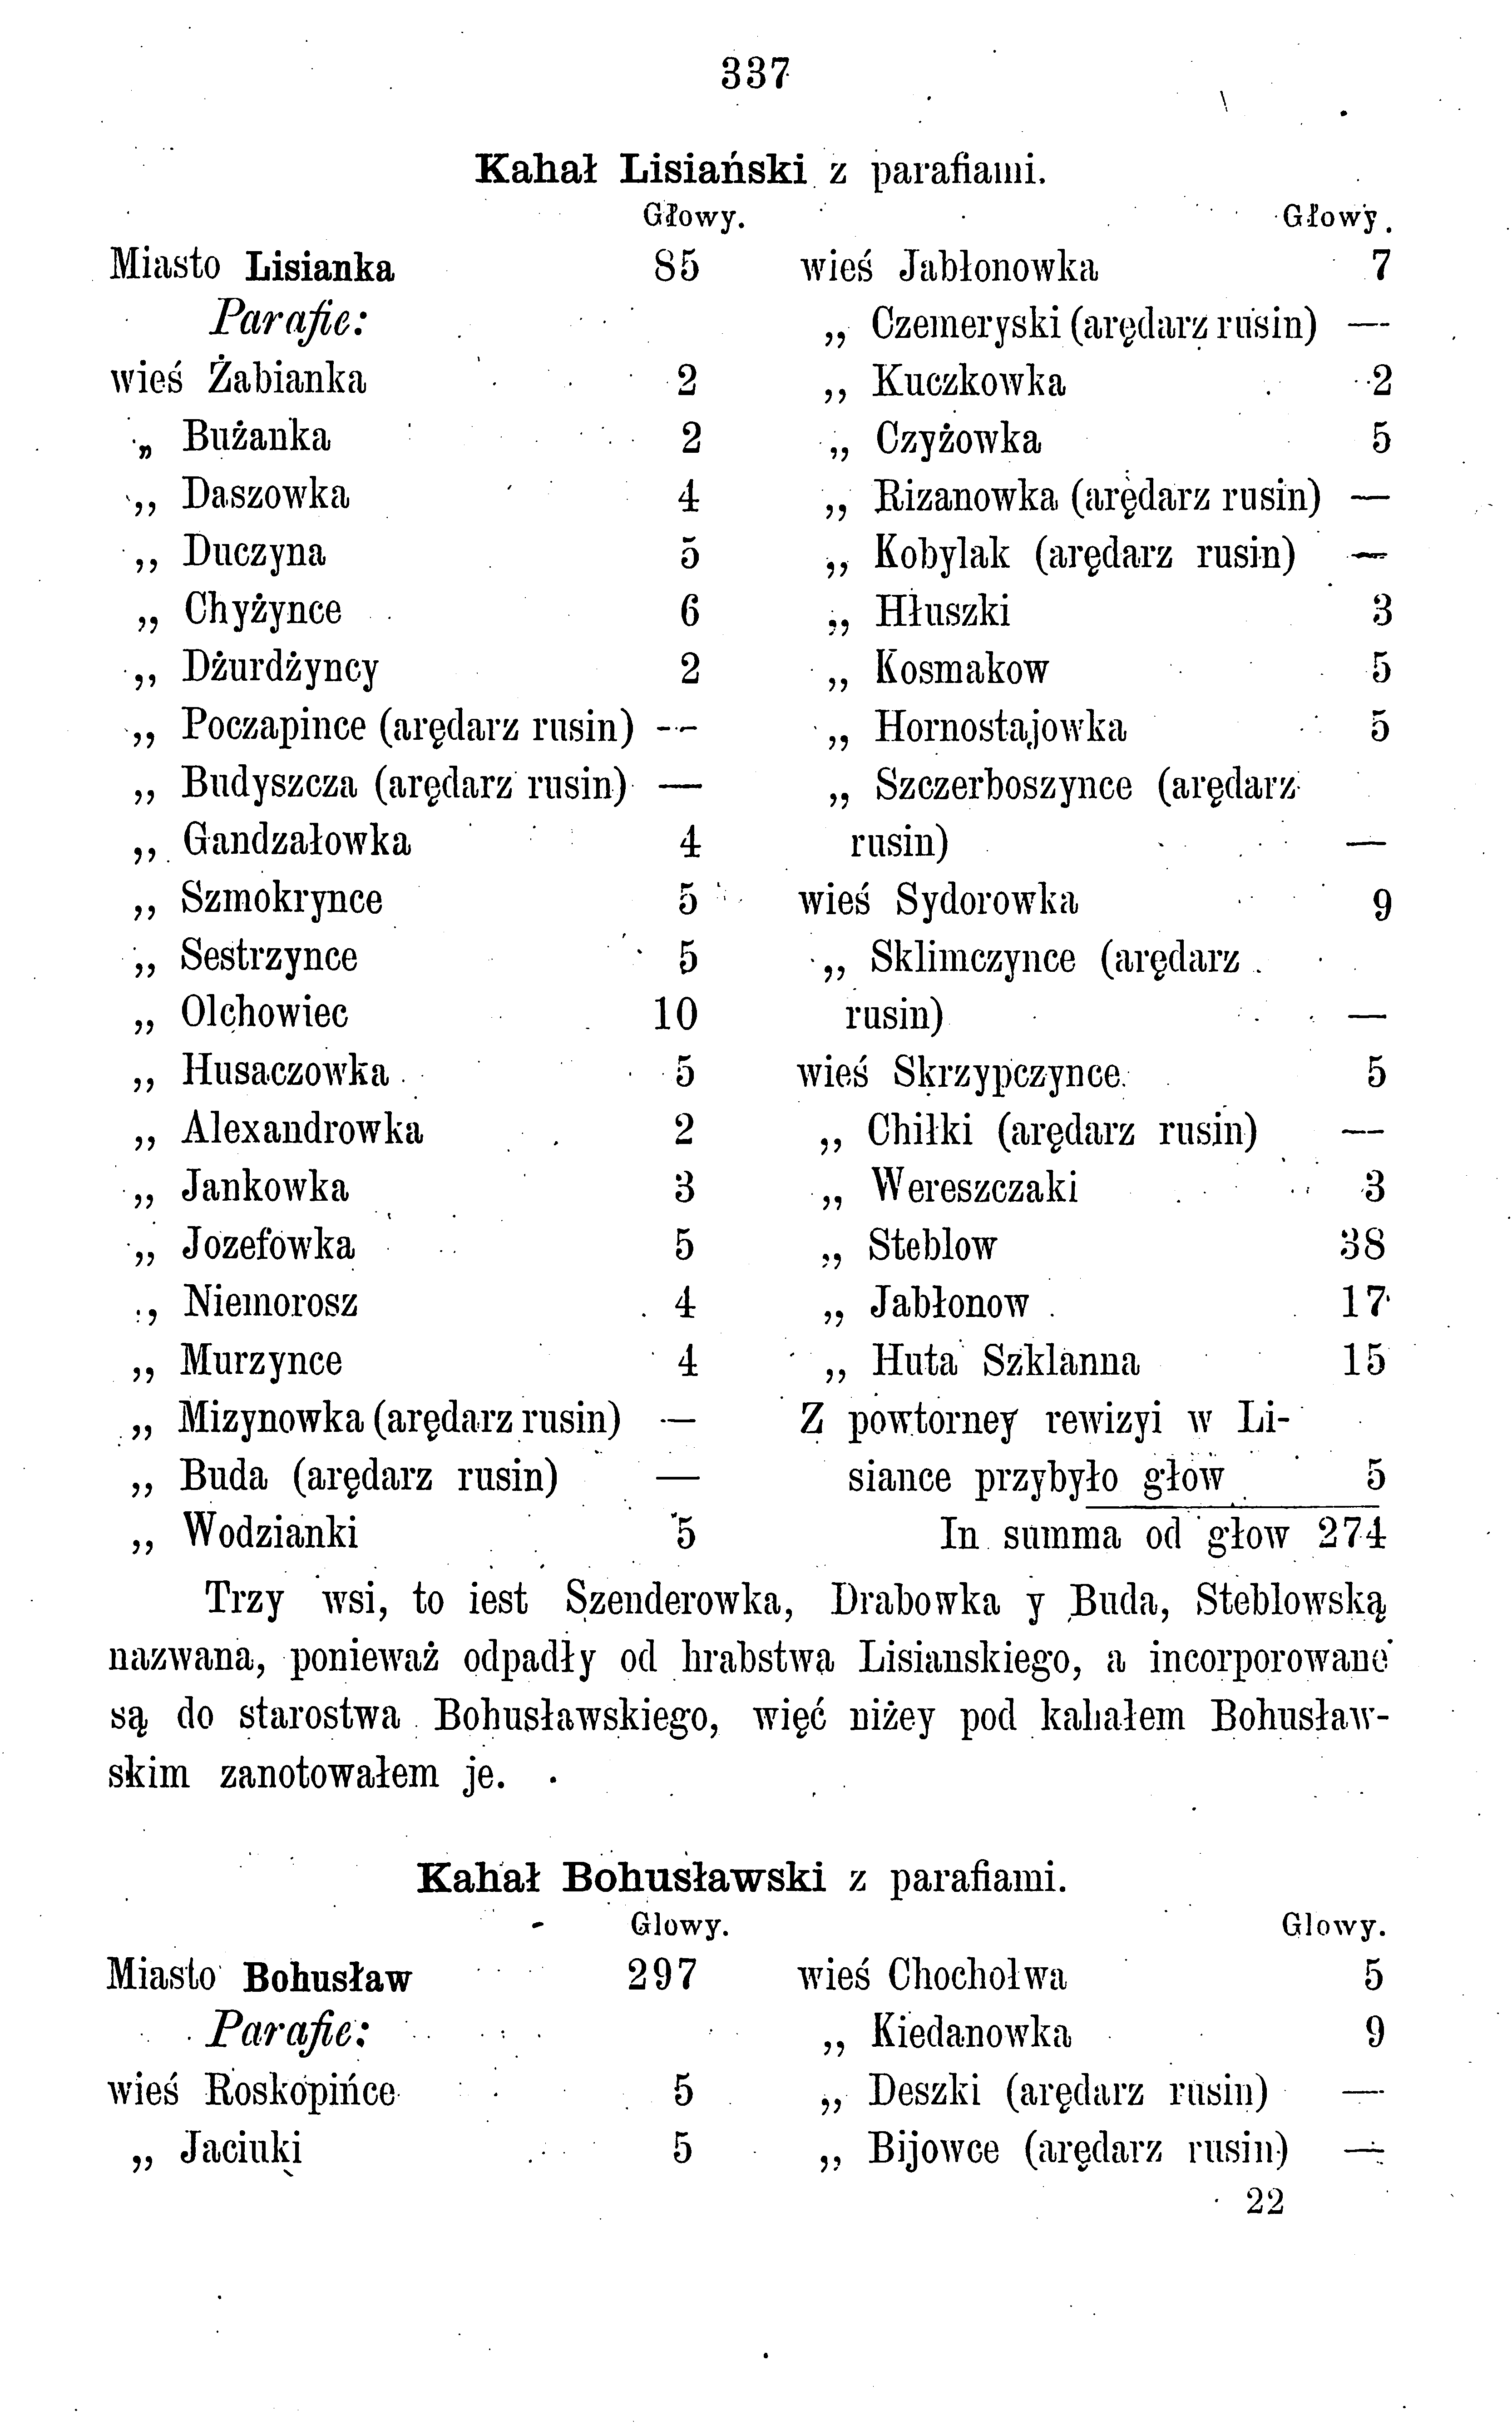 337
Kahał Lisiański z parafiami.
Głowy.
Miasto Lisianka 85
Parafie:
wieś Żabianka 2
„ Bużanka 2
„ Daszowka 4
„ Duczyna 5
„ Chyżynce 6
„ Dżurdżyncy 2
„ Poczapince (arędarz rusin) —
„ Budyszcza (arędarz rusin) —
„ Gandzałowka 4
„ Szmokrynce 5
„ Sestrzynce 5
„ Olchowiec 10
„ Husaczowka 5
„ Alexandrowka 2
„ Jankowka 3
„ Jozefowka 5
„ Niemorosz 4
„ Murzynce 4
„ Mizynowka (arędarz rusin) —
„ Buda (arędarz rusin) —
„ Wodzianki 5
Głowy.
wieś Jabłonowka 7
„ Czemeryski (arędarz rusin) —
„ Kuczkowka 2
„ Czyżowka 5
„ Rizanowka (arędarz rusin) —
„ Kobylak (arędarz rusin) —
„ Hłuszki 3
„ Kosmakow 5
„ Hornostajowka 5
„ Szczerboszynce (arędarz
rusin) —
wieś Sydorowka 9
„ Sklimczynce (arędarz
rusin) —
wieś Skrzypczynce 5
„ Chiłki (arędarz rusin) —
„ Wereszczaki 3
„ Steblow 38
„ Jabłonow 17
„ Huta Szklanna 15
Z powtorney rewizyi w Li-
siance przybyło głow 5
In summa od głow 274
Trzy wsi, to iest Szenderowka, Drabowka y Buda, Steblowską
nazwana, ponieważ odpadły od hrabstwa Lisianskiego, a incorporowane
są do starostwa Bohusławskiego, więć niżey pod kahałem Bohusław-
skim zanotowałem je.
Kahał Bohusławski z parafiami.
Glowy.
Miasto Bohusław 297
Parafie:
wieś Roskopińce 5
„ Jaciuki 5
Glowy.
wieś Chocholwa 5
„ Kiedanowka 9
„ Deszki (arędarz rusin) —
„ Bijowce (arędarz rusin) —
22